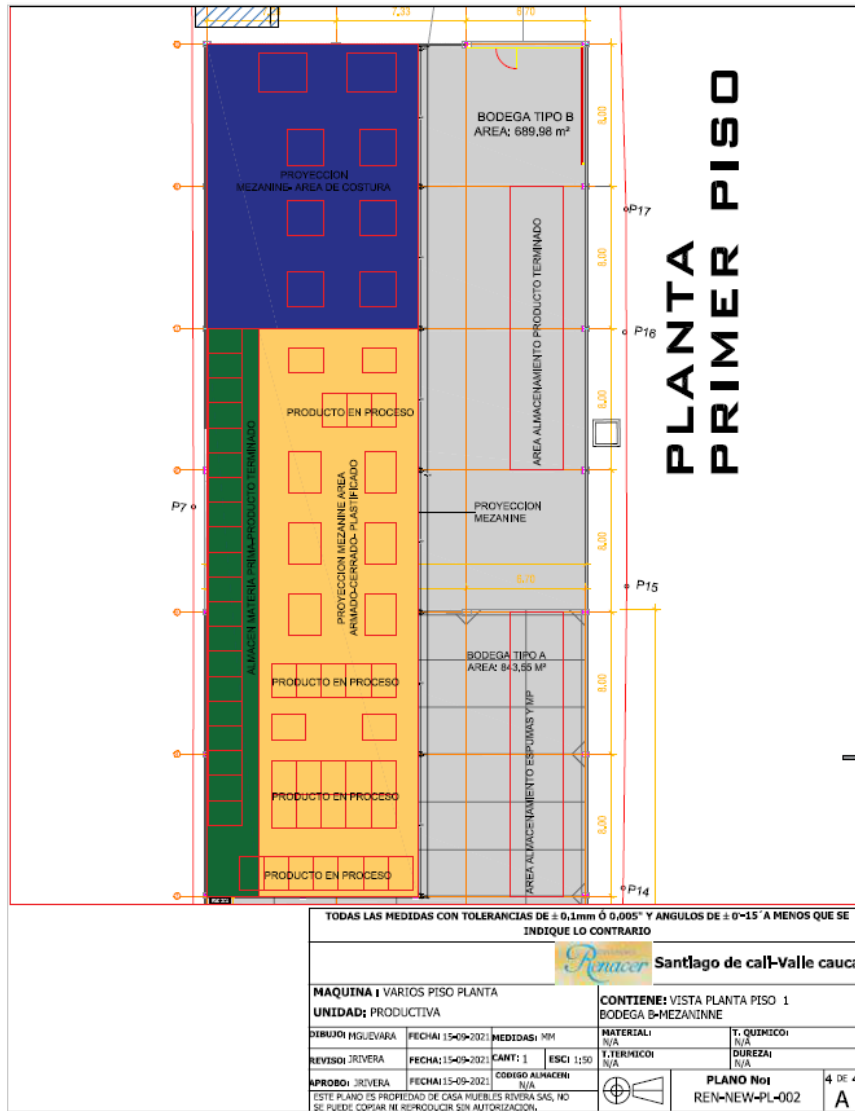 7.33
8.70
BODEGA TIPO B
AREA: 689,98 m²
8.00
PROYECCION
MEZANINE- AREA DE COSTURA
P17
8.00
AREA ALMACENAMIENTO PRODUCTO TERMINADO
PLANTA
PRIMER PISO
P16
8.00
PRODUCTO EN PROCESO
ALMACEN MATERIA PRIMA-PRODUCTO TERMINADO
P7
PROYECCION MEZANINE AREA
ARMADO-CERRADO- PLASTIFICADO
PROYECCION
MEZANINE
8.00
8.70
P15
BODEGA TIPO A
AREA: 843,55 M²
8.00
PRODUCTO EN PROCESO
AREA ALMACENAMIENTO ESPUMAS Y MP
PRODUCTO EN PROCESO
8.00
PRODUCTO EN PROCESO
P14
TODAS LAS MEDIDAS CON TOLERANCIAS DE ± 0,1mm Ó 0,005" Y ANGULOS DE ± 0°-15´A MENOS QUE SE
INDIQUE LO CONTRARIO
Renacer Santiago de cali-Valle cauca
MAQUINA : VARIOS PISO PLANTA
UNIDAD: PRODUCTIVA
CONTIENE: VISTA PLANTA PISO 1
BODEGA B-MEZANINNE
DIBUJO: MGUEVARA FECHA: 15-09-2021 MEDIDAS: MM MATERIAL: N/A T. QUIMICO: N/A
REVISO: JRIVERA FECHA: 15-09-2021 CANT: 1 ESC: 1:50 T.TERMICO: N/A DUREZA: N/A
APROBO: JRIVERA FECHA: 15-09-2021 CODIGO ALMACEN: N/A
PLANO No: REN-NEW-PL-002
4 DE 4
A
ESTE PLANO ES PROPIEDAD DE CASA MUEBLES RIVERA SAS, NO
SE PUEDE COPIAR NI REPRODUCIR SIN AUTORIZACION.